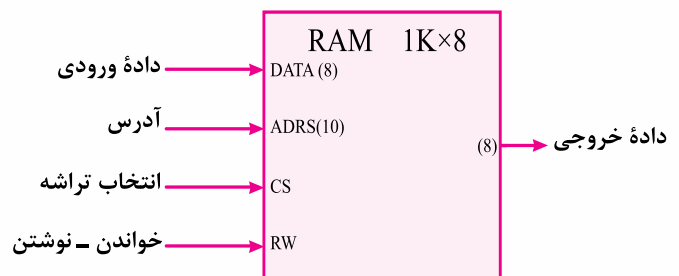 RAM 1K×8
دادهٔ ورودی
DATA (8)
آدرس
ADRS(10)
(8)
دادهٔ خروجی
انتخاب تراشه
CS
خواندن ـ نوشتن
RW